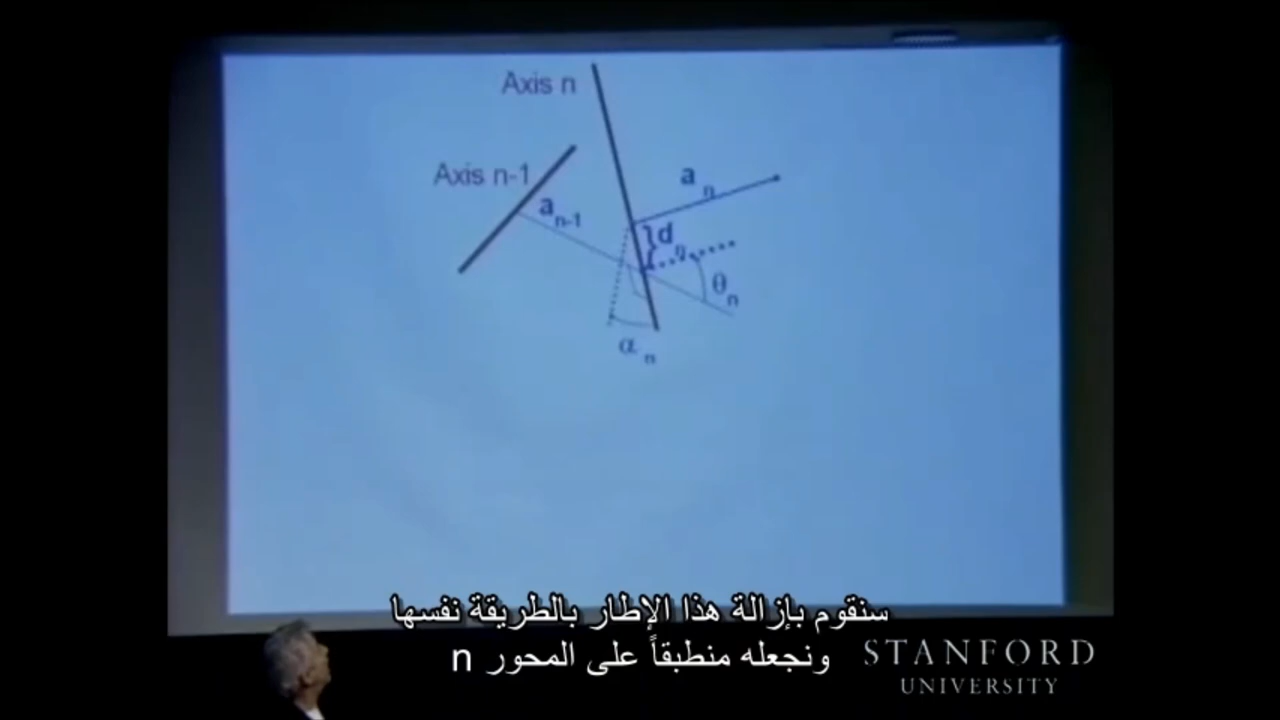 Axis n
Axis n-1
a n
a n-1
d n
θ n
α n
سنقوم بإزالة هذا الإطار بالطريقة نفسها
ونجعله منطبقاً على المحور n
STANFORD
UNIVERSITY